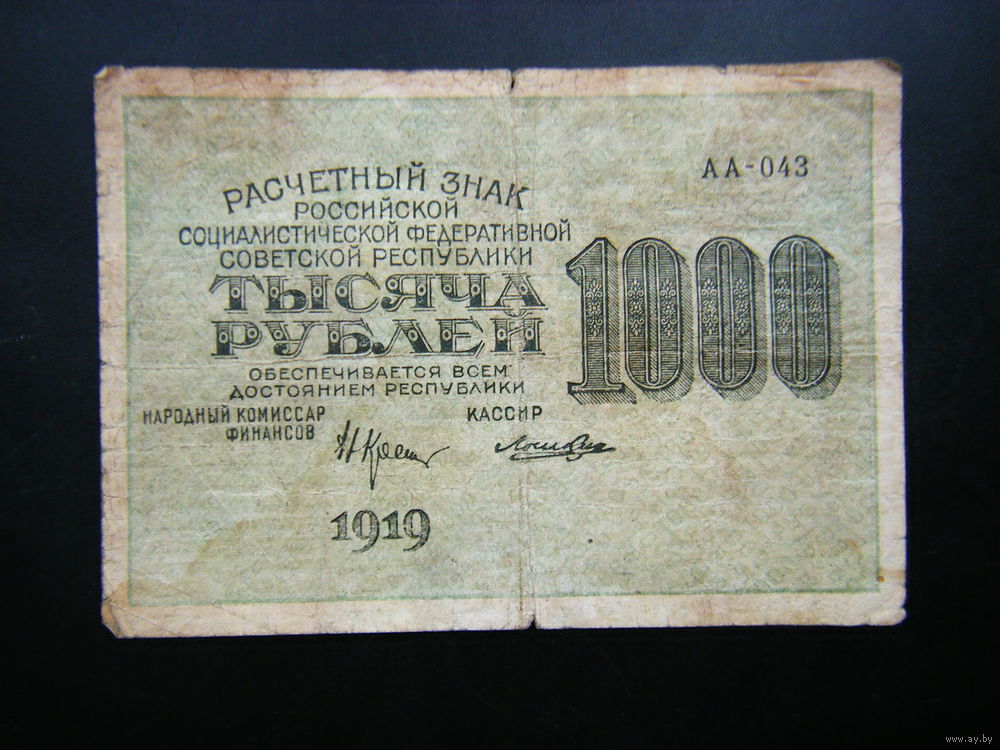 АА-043
РАСЧЕТНЫЙ ЗНАК
РОССИЙСКОЙ
СОЦИАЛИСТИЧЕСКОЙ ФЕДЕРАТИВНОЙ
СОВЕТСКОЙ РЕСПУБЛИКИ
ТЫСЯЧА
РУБЛЕЙ
1000
ОБЕСПЕЧИВАЕТСЯ ВСЕМ
ДОСТОЯНИЕМ РЕСПУБЛИКИ
НАРОДНЫЙ КОМИССАР
ФИНАНСОВ
КАССИР
1919
www.ay.by